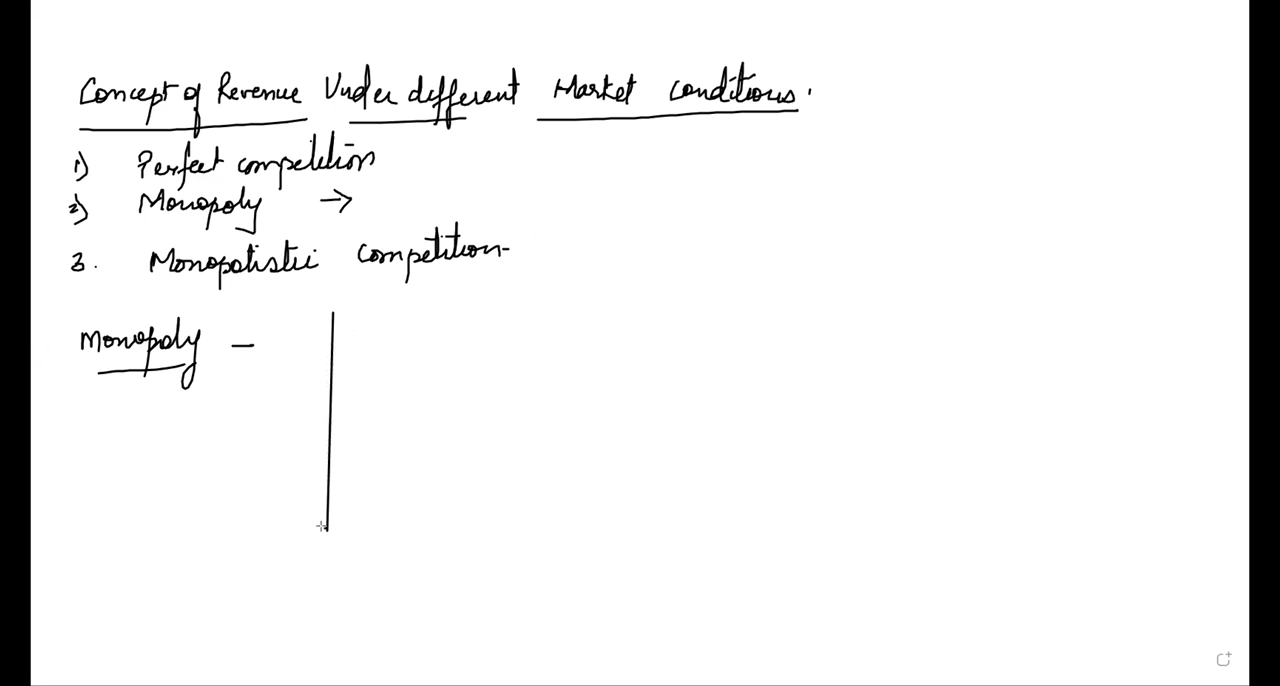 Concept of Revenue Under different Market conditions.
1) Perfect competition
2) Monopoly →
3. Monopolistic competition
Monopoly —